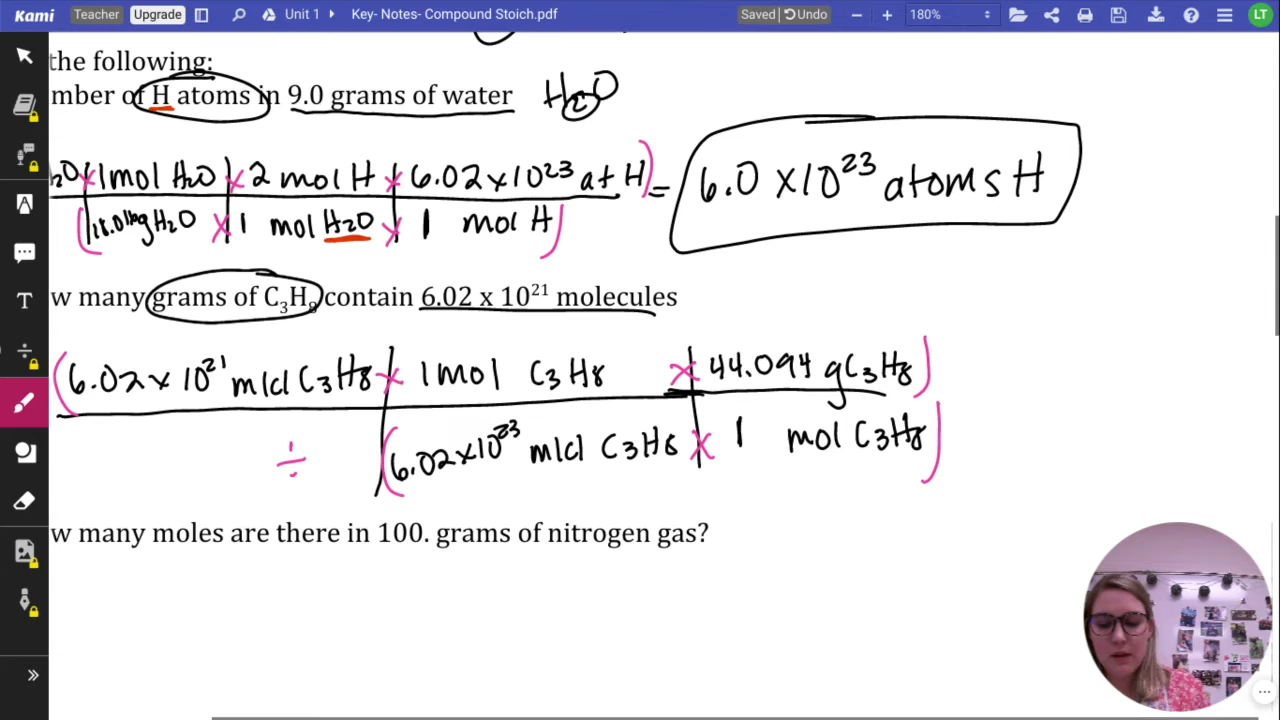 Kami Teacher Upgrade Unit 1 Key- Notes- Compound Stoich.pdf Saved Undo 180% LT
the following:
mber of H atoms in 9.0 grams of water H2O
2O x 1 mol H2O x 2 mol H x 6.02 x 10^23 at H) = 6.0 x 10^23 atoms H
(18.016g H2O x 1 mol H2O x 1 mol H)
w many grams of C3H8 contain 6.02 x 10^21 molecules
(6.02 x 10^21 mlcl C3H8 x 1 mol C3H8 x 44.094 g C3H8)
÷ (6.02 x 10^23 mlcl C3H8 x 1 mol C3H8)
w many moles are there in 100. grams of nitrogen gas?